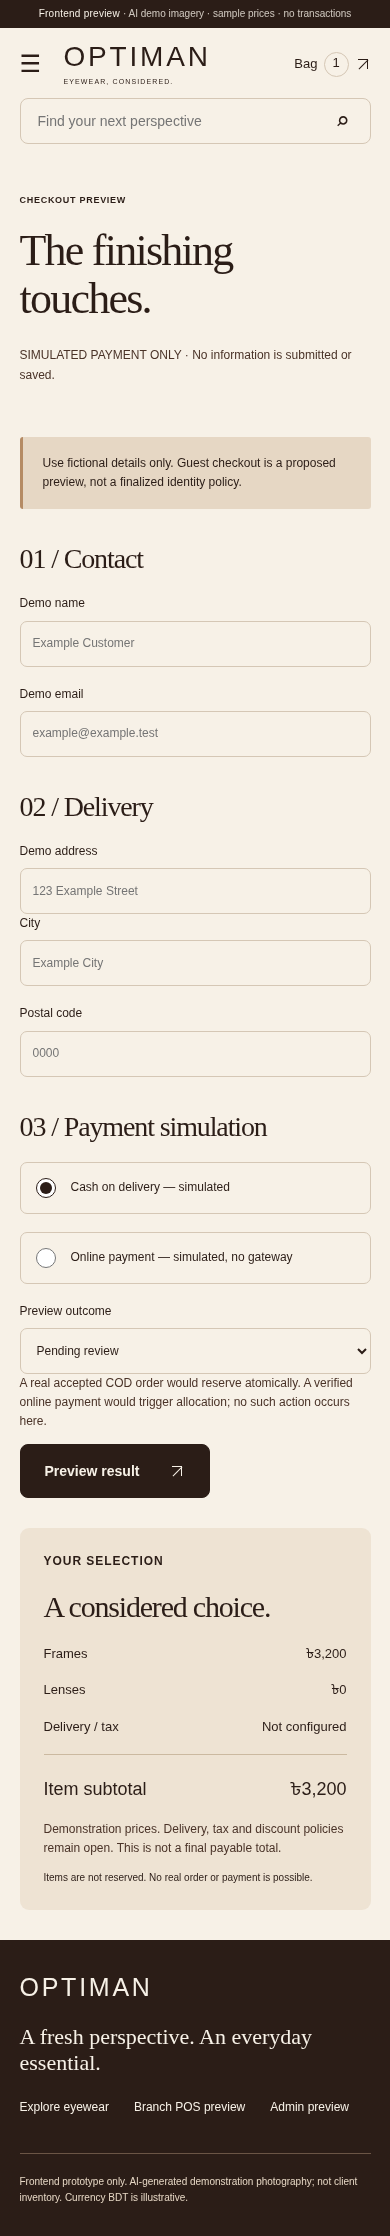 Frontend preview · AI demo imagery · sample prices · no transactions
OPTIMAN
EYEWEAR, CONSIDERED.
Bag 1
Find your next perspective
CHECKOUT PREVIEW
The finishing
touches.
SIMULATED PAYMENT ONLY · No information is submitted or
saved.
Use fictional details only. Guest checkout is a proposed
preview, not a finalized identity policy.
01 / Contact
Demo name
Example Customer
Demo email
example@example.test
02 / Delivery
Demo address
123 Example Street
City
Example City
Postal code
0000
03 / Payment simulation
Cash on delivery — simulated
Online payment — simulated, no gateway
Preview outcome
Pending review
A real accepted COD order would reserve atomically. A verified
online payment would trigger allocation; no such action occurs
here.
Preview result
YOUR SELECTION
A considered choice.
Frames ৳3,200
Lenses ৳0
Delivery / tax Not configured
Item subtotal ৳3,200
Demonstration prices. Delivery, tax and discount policies
remain open. This is not a final payable total.
Items are not reserved. No real order or payment is possible.
OPTIMAN
A fresh perspective. An everyday
essential.
Explore eyewear Branch POS preview Admin preview
Frontend prototype only. AI-generated demonstration photography; not client
inventory. Currency BDT is illustrative.